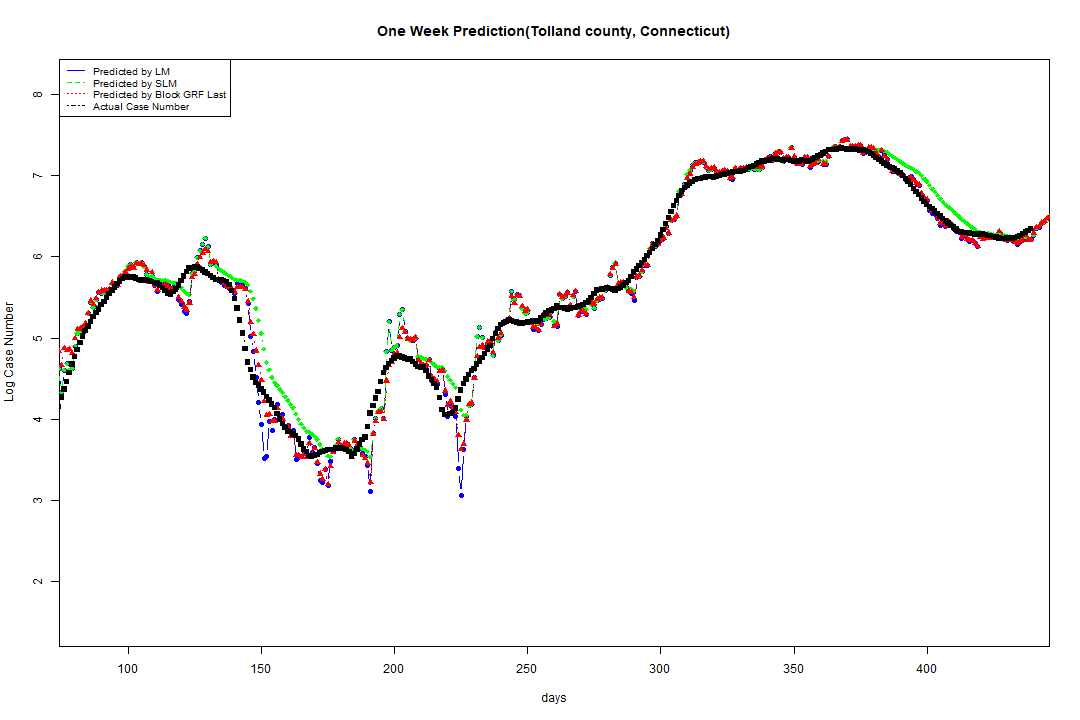 One Week Prediction(Tolland county, Connecticut)
Predicted by LM
Predicted by SLM
Predicted by Block GRF Last
Actual Case Number
8
7
6
5
4
3
2
Log Case Number
100 150 200 250 300 350 400
days